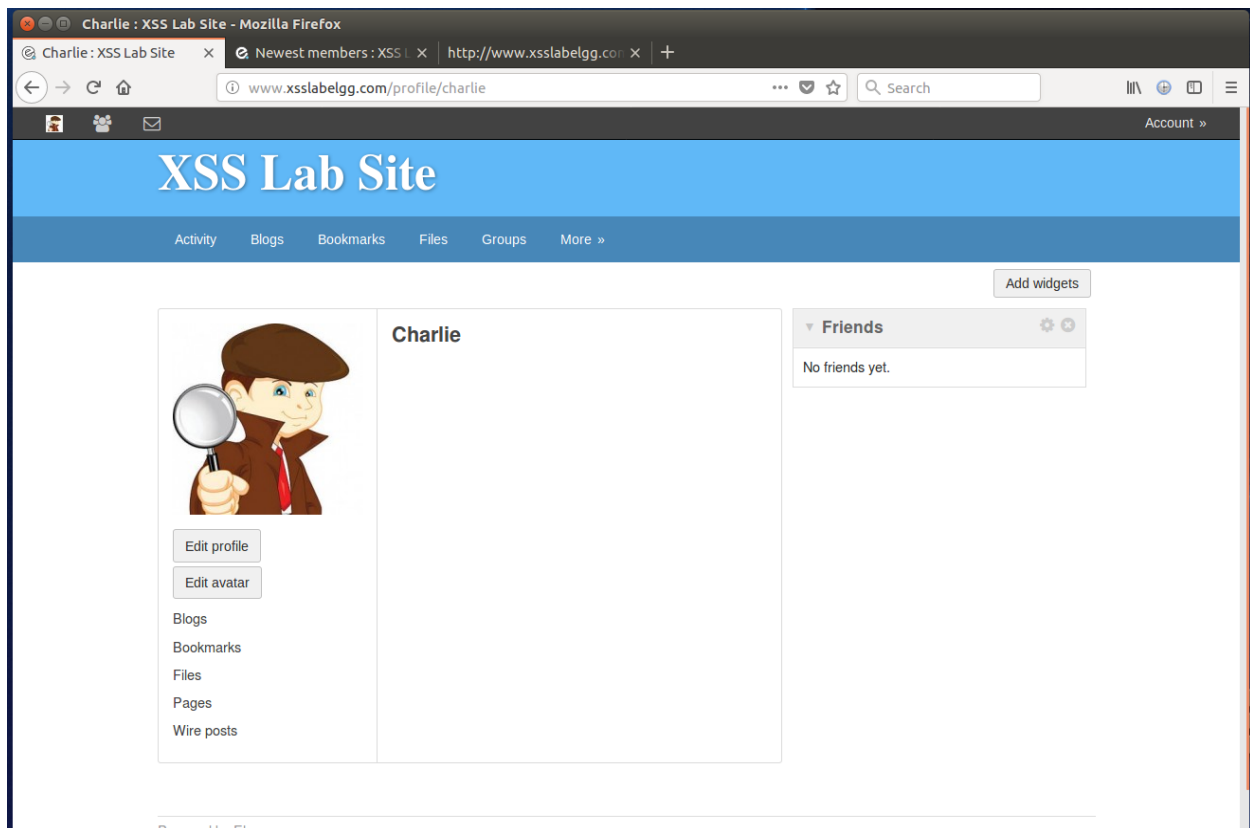 Charlie : XSS Lab Site - Mozilla Firefox
Charlie : XSS Lab Site Newest members : XSS http://www.xsslabelgg.con
www.xsslabelgg.com/profile/charlie Search
Account »
XSS Lab Site
Activity Blogs Bookmarks Files Groups More »
Add widgets
Charlie
Friends
No friends yet.
Edit profile
Edit avatar
Blogs
Bookmarks
Files
Pages
Wire posts